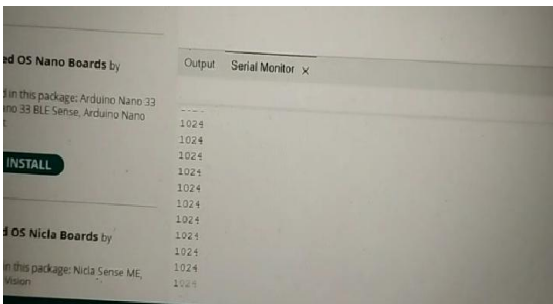 ed OS Nano Boards by
d in this package: Arduino Nano 33
ano 33 BLE Sense, Arduino Nano
INSTALL
d OS Nicla Boards by
in this package: Nicla Sense ME,
Vision
Output Serial Monitor ×
1024
1024
1024
1024
1024
1024
1024
1024
1024
1024
1024